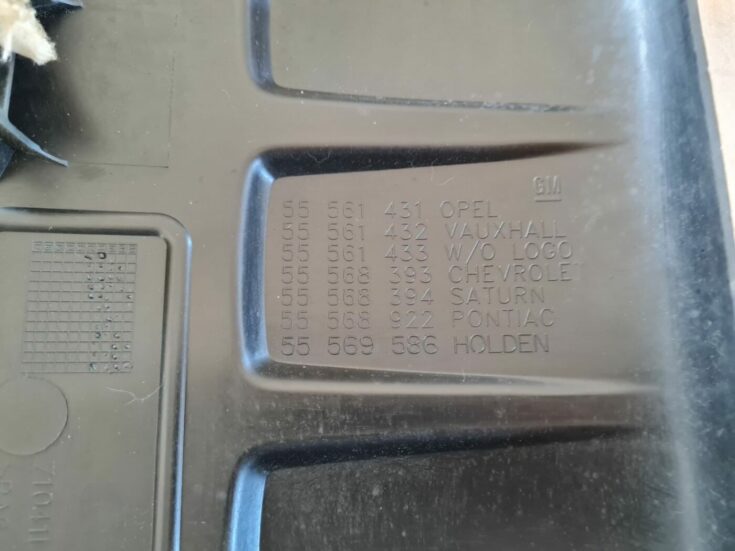 GM
55 561 431 OPEL
55 561 432 VAUXHALL
55 561 433 W/O LOGO
55 568 393 CHEVROLET
55 568 394 SATURN
55 568 922 PONTIAC
55 569 586 HOLDEN